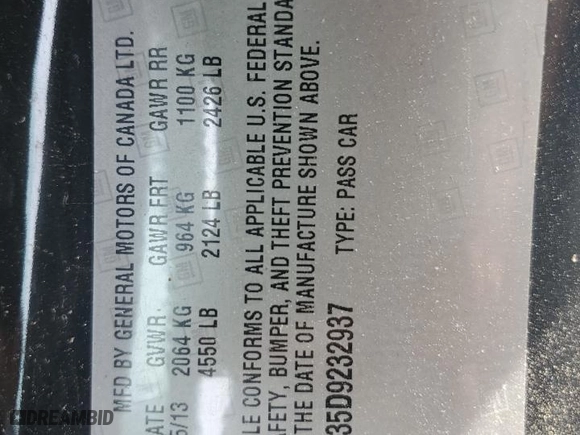 MFD BY GENERAL MOTORS OF CANADA LTD.
ATE GVWR GAWR FRT GAWR RR
6/13 2064 KG 964 KG 1100 KG
4550 LB 2124 LB 2426 LB
LE CONFORMS TO ALL APPLICABLE U.S. FEDERAL
AFETY, BUMPER, AND THEFT PREVENTION STANDA
THE DATE OF MANUFACTURE SHOWN ABOVE.
35D9232937 TYPE: PASS CAR
GM
DREAMBID